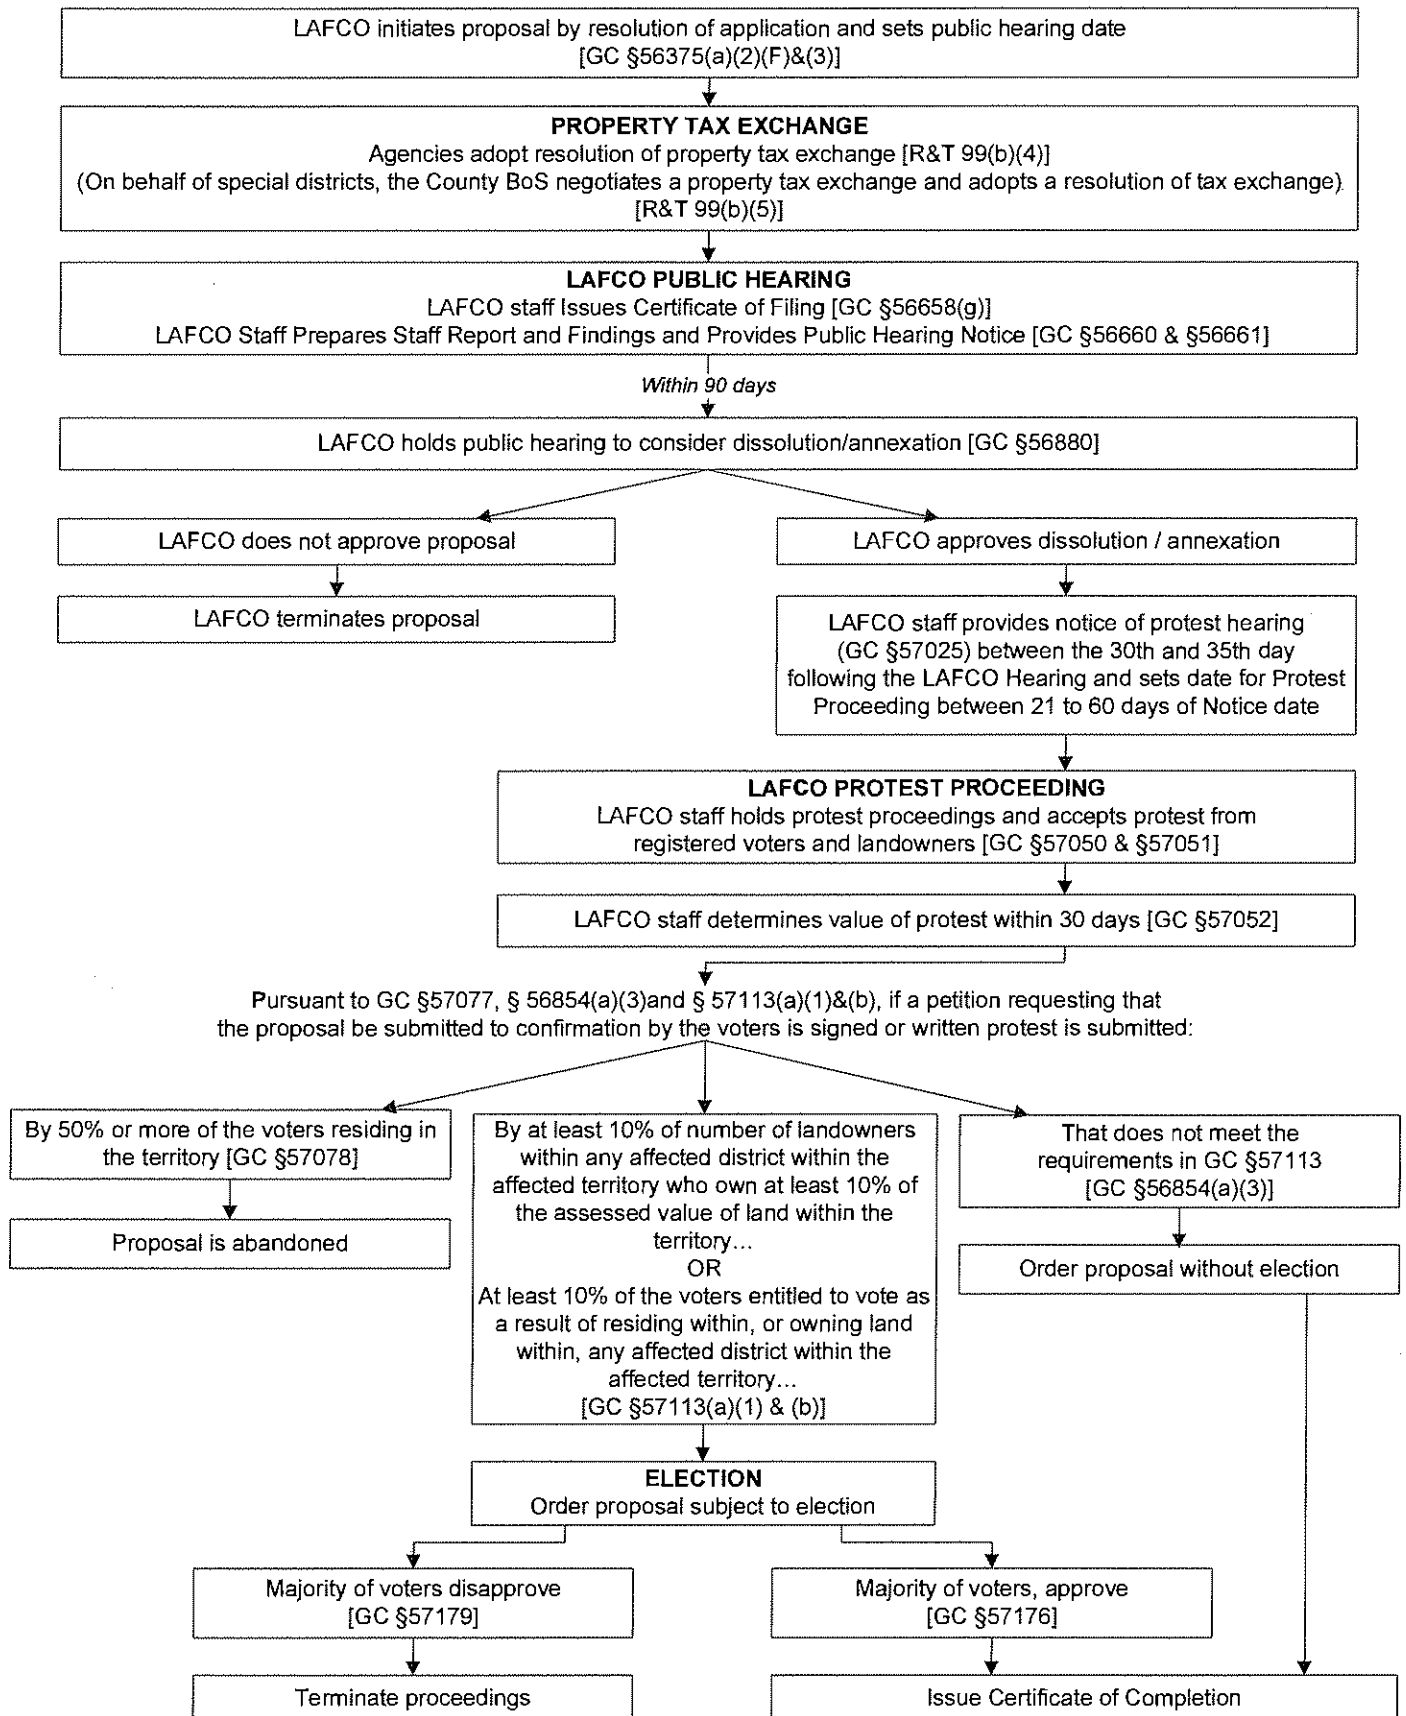 LAFCO initiates proposal by resolution of application and sets public hearing date
[GC §56375(a)(2)(F)&(3)]
PROPERTY TAX EXCHANGE
Agencies adopt resolution of property tax exchange [R&T 99(b)(4)]
(On behalf of special districts, the County BoS negotiates a property tax exchange and adopts a resolution of tax exchange)
[R&T 99(b)(5)]
LAFCO PUBLIC HEARING
LAFCO staff Issues Certificate of Filing [GC §56658(g)]
LAFCO Staff Prepares Staff Report and Findings and Provides Public Hearing Notice [GC §56660 & §56661]
Within 90 days
LAFCO holds public hearing to consider dissolution/annexation [GC §56880]
LAFCO does not approve proposal
LAFCO terminates proposal
LAFCO approves dissolution / annexation
LAFCO staff provides notice of protest hearing
(GC §57025) between the 30th and 35th day
following the LAFCO Hearing and sets date for Protest
Proceeding between 21 to 60 days of Notice date
LAFCO PROTEST PROCEEDING
LAFCO staff holds protest proceedings and accepts protest from
registered voters and landowners [GC §57050 & §57051]
LAFCO staff determines value of protest within 30 days [GC §57052]
Pursuant to GC §57077, § 56854(a)(3)and § 57113(a)(1)&(b), if a petition requesting that
the proposal be submitted to confirmation by the voters is signed or written protest is submitted:
By 50% or more of the voters residing in
the territory [GC §57078]
Proposal is abandoned
By at least 10% of number of landowners
within any affected district within the
affected territory who own at least 10% of
the assessed value of land within the
territory…
OR
At least 10% of the voters entitled to vote as
a result of residing within, or owning land
within, any affected district within the
affected territory…
[GC §57113(a)(1) & (b)]
That does not meet the
requirements in GC §57113
[GC §56854(a)(3)]
Order proposal without election
ELECTION
Order proposal subject to election
Majority of voters disapprove
[GC §57179]
Terminate proceedings
Majority of voters, approve
[GC §57176]
Issue Certificate of Completion